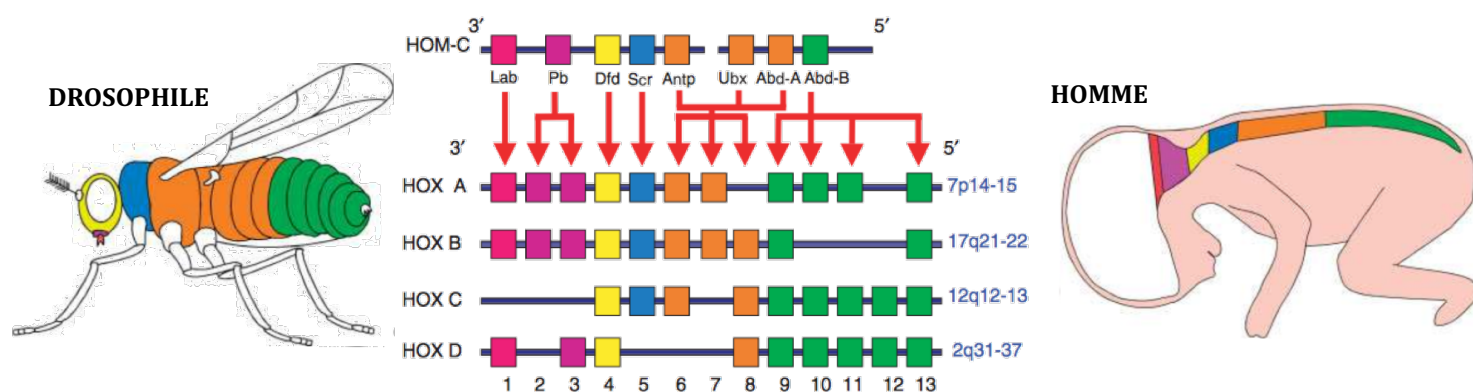 DROSOPHILE
3′ 5′
HOM-C
Lab Pb Dfd Scr Antp Ubx Abd-A Abd-B
3′ 5′
HOX A 7p14-15
HOX B 17q21-22
HOX C 12q12-13
HOX D 2q31-37
1 2 3 4 5 6 7 8 9 10 11 12 13
HOMME